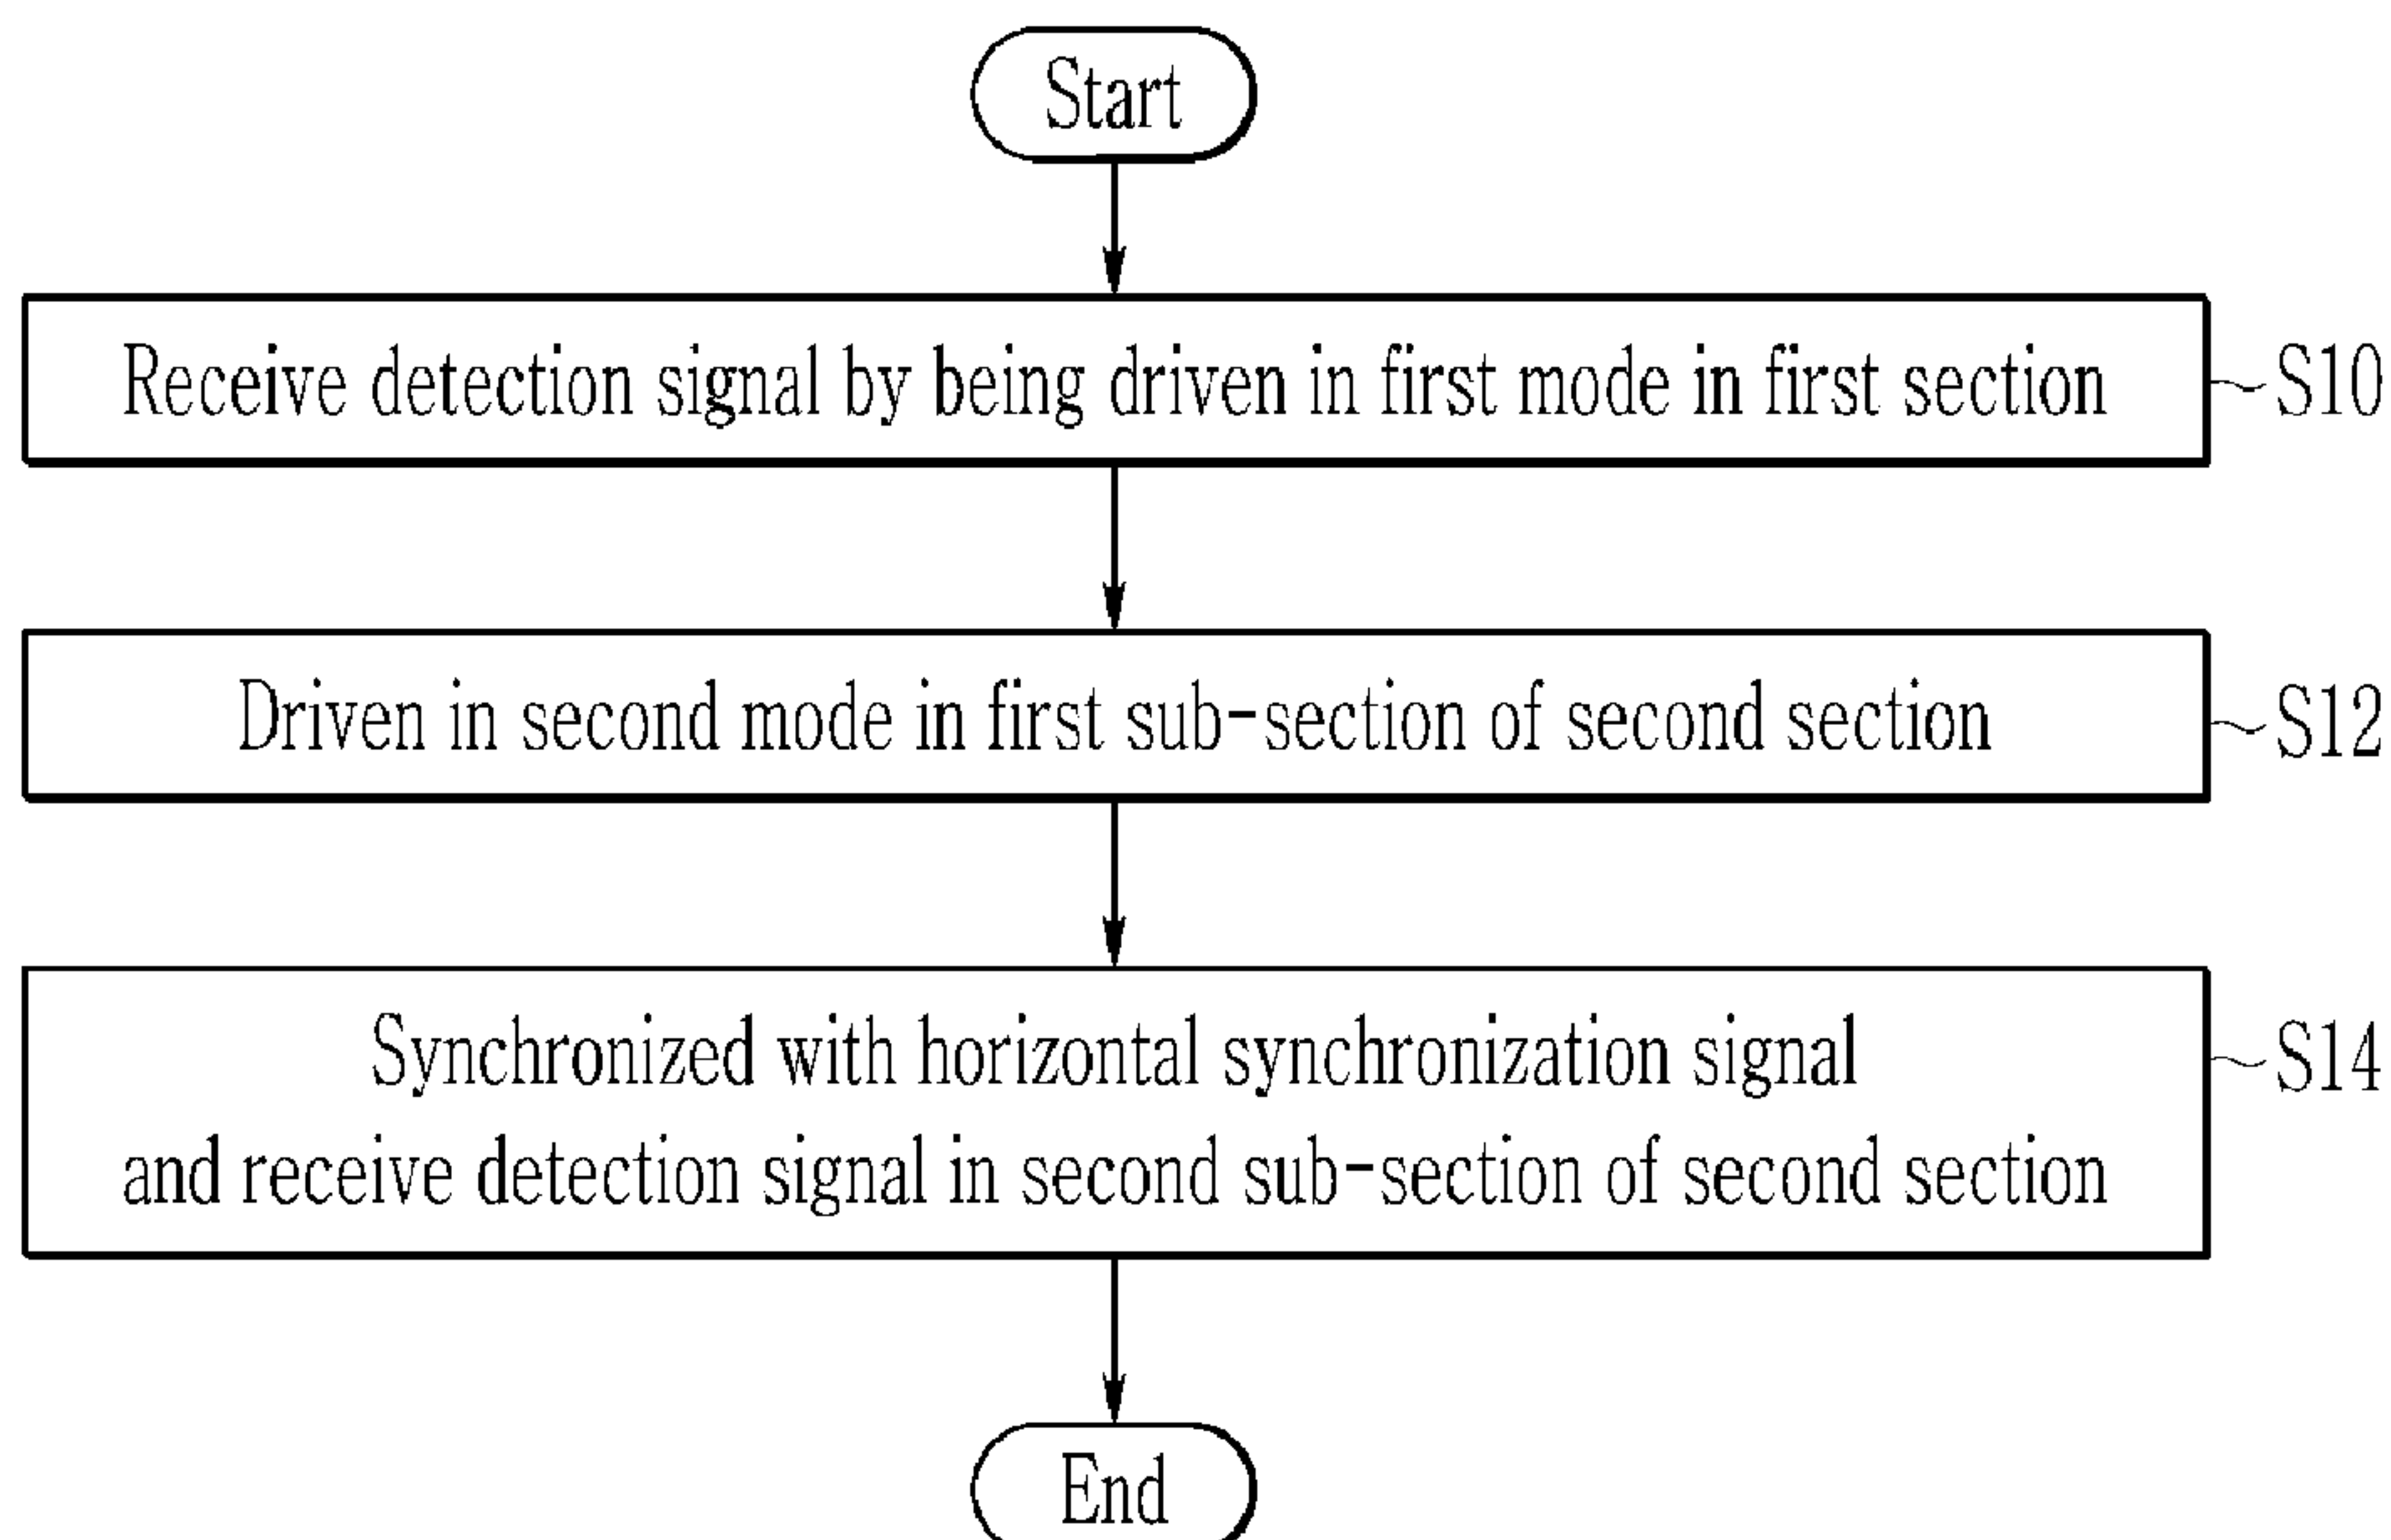 Start
Receive detection signal by being driven in first mode in first section
S10
Driven in second mode in first sub-section of second section
S12
Synchronized with horizontal synchronization signal
S14
and receive detection signal in second sub-section of second section
End